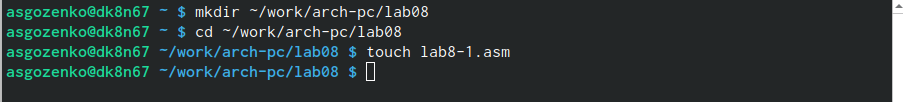 asgozenko@dk8n67 ~ $ mkdir ~/work/arch-pc/lab08
asgozenko@dk8n67 ~ $ cd ~/work/arch-pc/lab08
asgozenko@dk8n67 ~/work/arch-pc/lab08 $ touch lab8-1.asm
asgozenko@dk8n67 ~/work/arch-pc/lab08 $